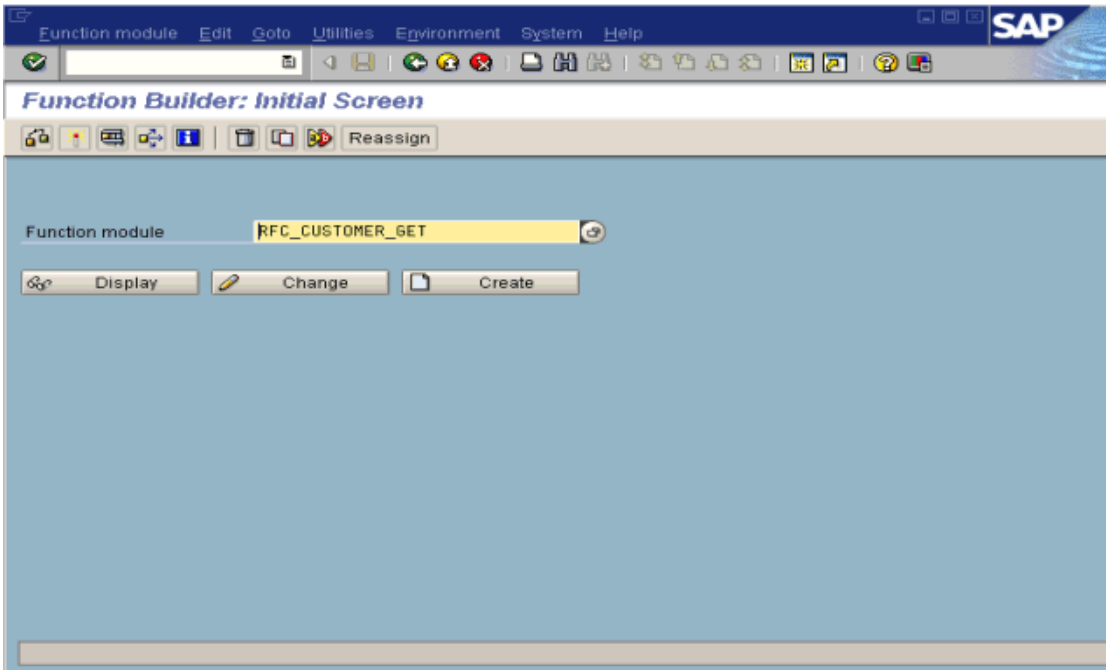 Function module Edit Goto Utilities Environment System Help
SAP
Function Builder: Initial Screen
Reassign
Function module RFC_CUSTOMER_GET
Display Change Create